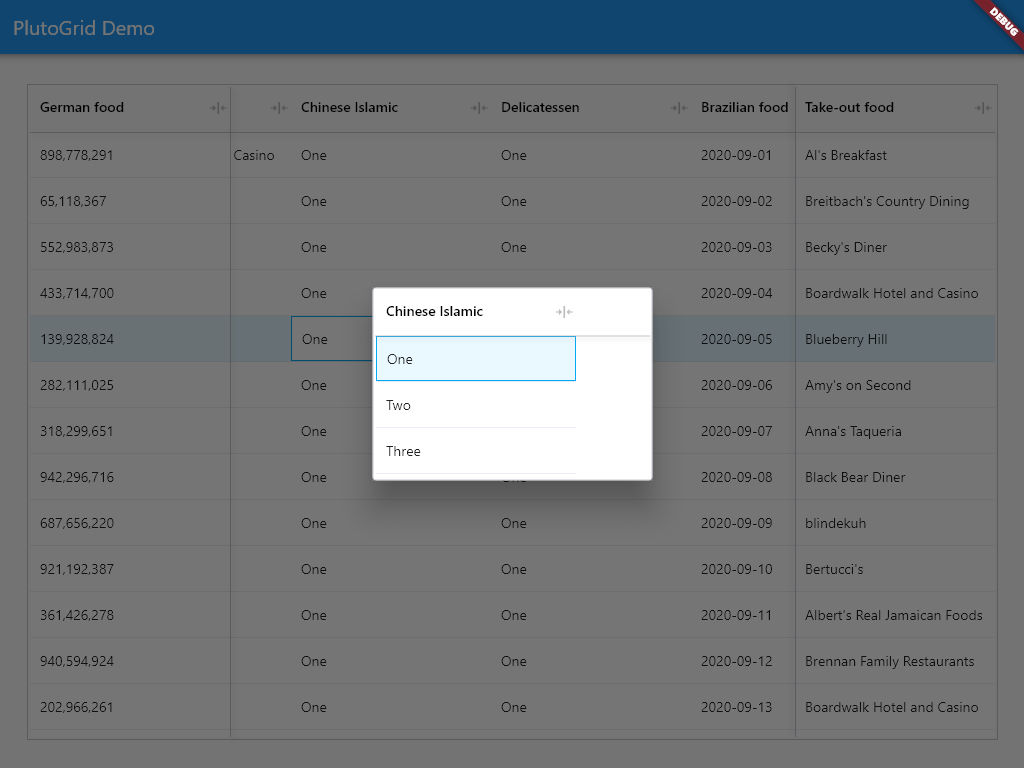 PlutoGrid Demo
DEBUG
German food Chinese Islamic Delicatessen Brazilian food Take-out food
898,778,291 Casino One One 2020-09-01 Al's Breakfast
65,118,367 One One 2020-09-02 Breitbach's Country Dining
552,983,873 One One 2020-09-03 Becky's Diner
433,714,700 One 2020-09-04 Boardwalk Hotel and Casino
Chinese Islamic
139,928,824 One 2020-09-05 Blueberry Hill
One
282,111,025 One 2020-09-06 Amy's on Second
Two
318,299,651 One 2020-09-07 Anna's Taqueria
Three
942,296,716 One 2020-09-08 Black Bear Diner
687,656,220 One One 2020-09-09 blindekuh
921,192,387 One One 2020-09-10 Bertucci's
361,426,278 One One 2020-09-11 Albert's Real Jamaican Foods
940,594,924 One One 2020-09-12 Brennan Family Restaurants
202,966,261 One One 2020-09-13 Boardwalk Hotel and Casino